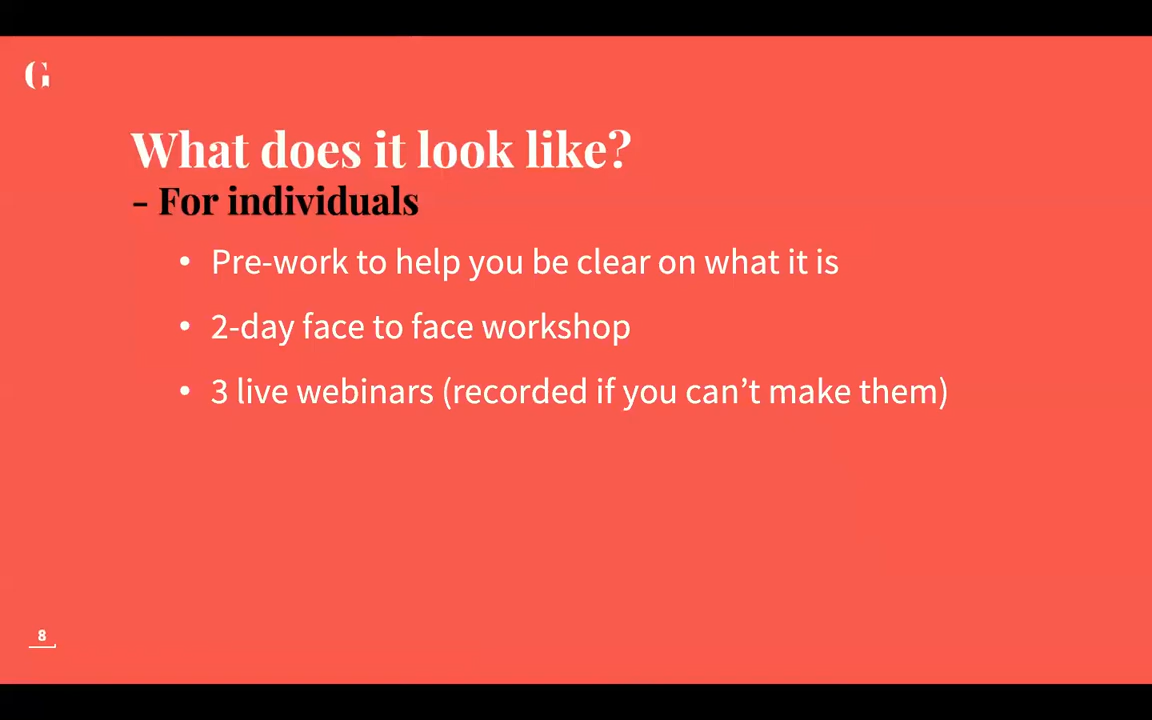 G
What does it look like?
- For individuals
• Pre-work to help you be clear on what it is
• 2-day face to face workshop
• 3 live webinars (recorded if you can’t make them)
8